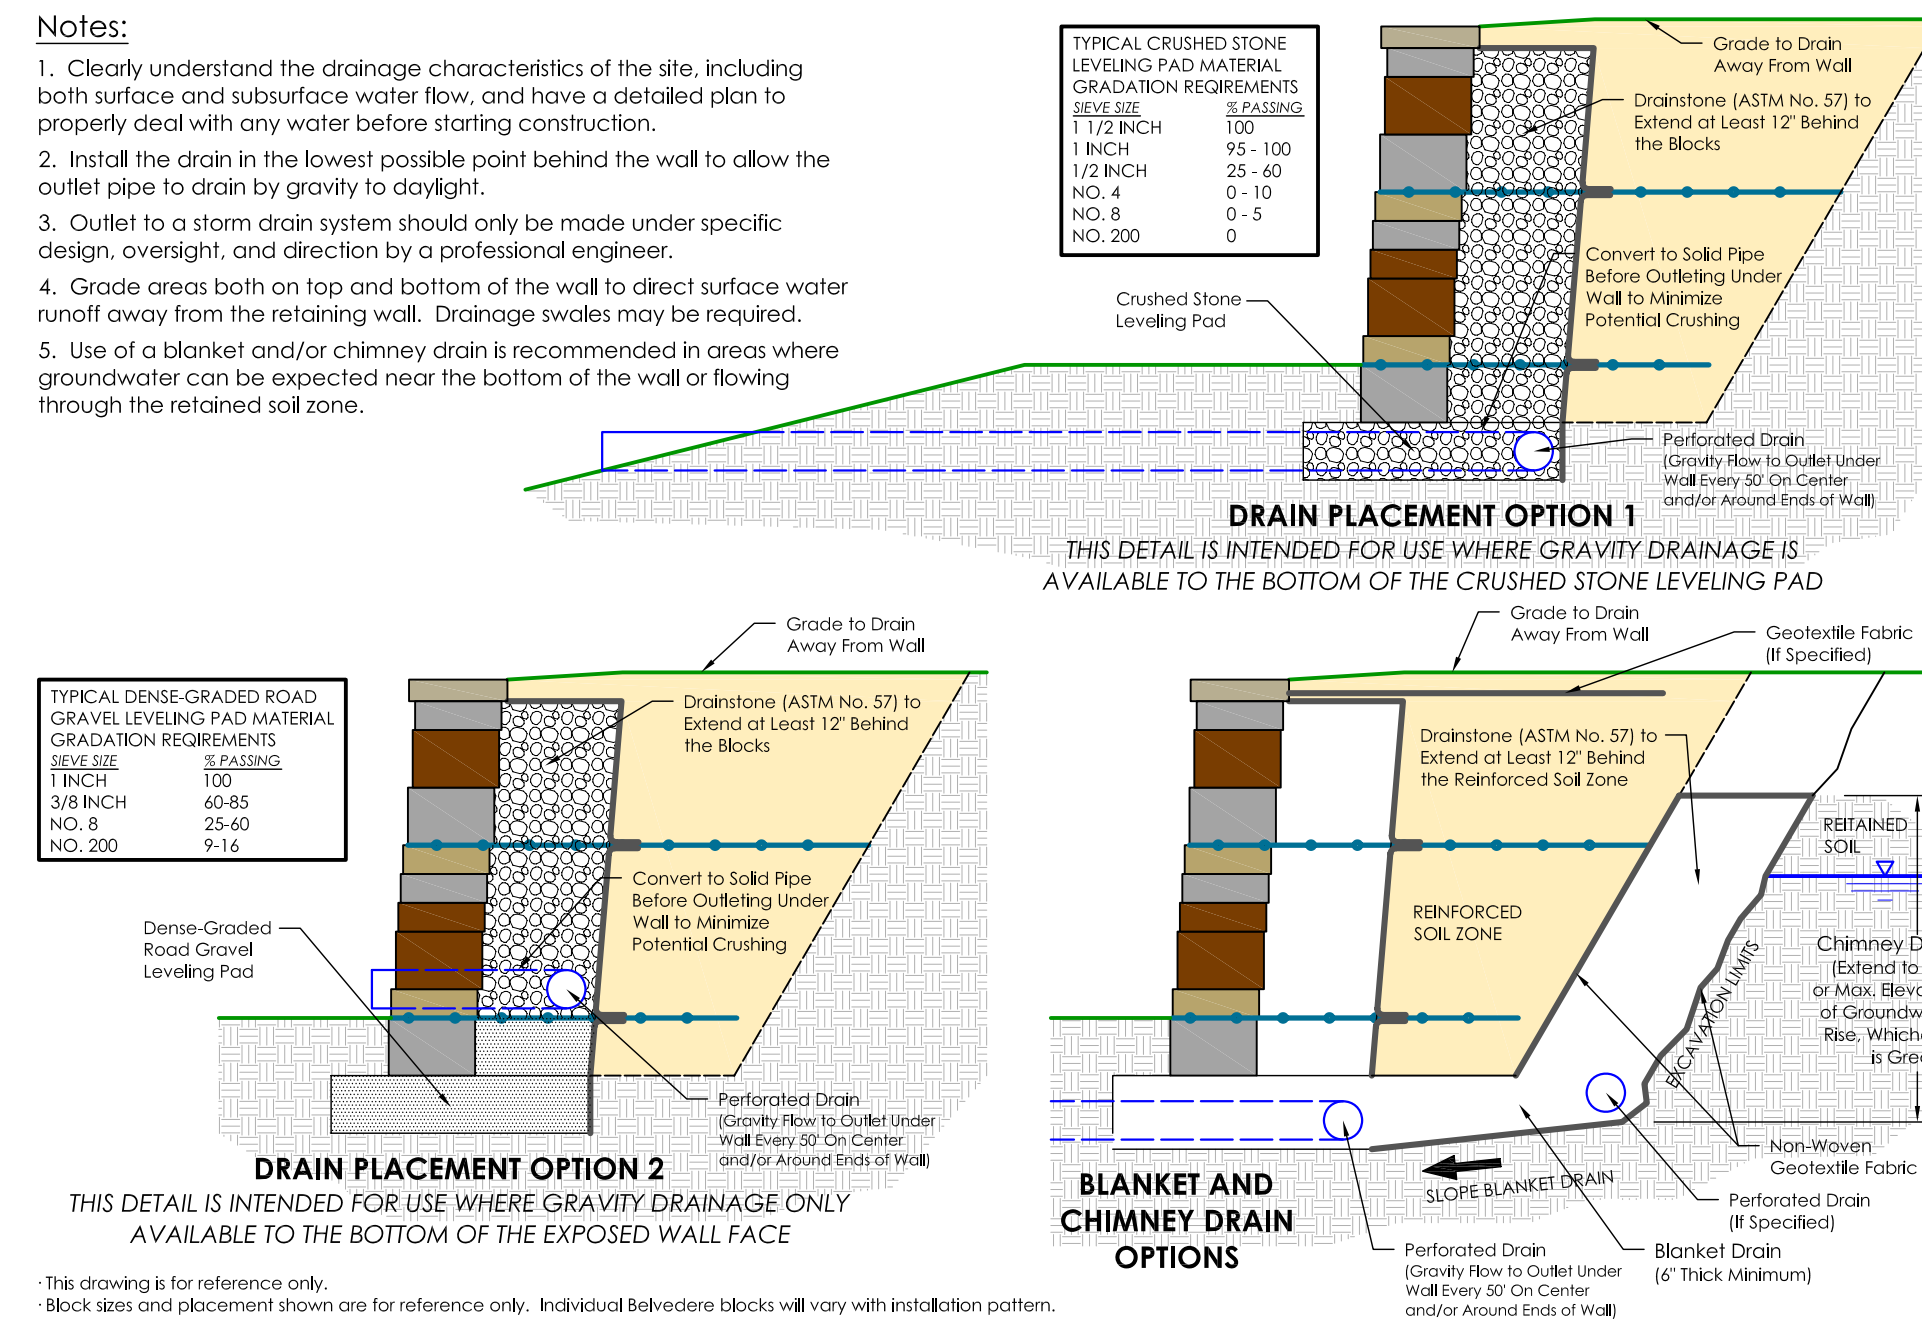 Notes:
1. Clearly understand the drainage characteristics of the site, including
both surface and subsurface water flow, and have a detailed plan to
properly deal with any water before starting construction.
2. Install the drain in the lowest possible point behind the wall to allow the
outlet pipe to drain by gravity to daylight.
3. Outlet to a storm drain system should only be made under specific
design, oversight, and direction by a professional engineer.
4. Grade areas both on top and bottom of the wall to direct surface water
runoff away from the retaining wall. Drainage swales may be required.
5. Use of a blanket and/or chimney drain is recommended in areas where
groundwater can be expected near the bottom of the wall or flowing
through the retained soil zone.
TYPICAL CRUSHED STONE
LEVELING PAD MATERIAL
GRADATION REQIREMENTS
SIEVE SIZE % PASSING
1 1/2 INCH 100
1 INCH 95 - 100
1/2 INCH 25 - 60
NO. 4 0 - 10
NO. 8 0 - 5
NO. 200 0
Grade to Drain
Away From Wall
Drainstone (ASTM No. 57) to
Extend at Least 12" Behind
the Blocks
Convert to Solid Pipe
Before Outleting Under
Wall to Minimize
Potential Crushing
Crushed Stone
Leveling Pad
Perforated Drain
(Gravity Flow to Outlet Under
Wall Every 50' On Center
and/or Around Ends of Wall)
DRAIN PLACEMENT OPTION 1
THIS DETAIL IS INTENDED FOR USE WHERE GRAVITY DRAINAGE IS
AVAILABLE TO THE BOTTOM OF THE CRUSHED STONE LEVELING PAD
TYPICAL DENSE-GRADED ROAD
GRAVEL LEVELING PAD MATERIAL
GRADATION REQIREMENTS
SIEVE SIZE % PASSING
1 INCH 100
3/8 INCH 60-85
NO. 8 25-60
NO. 200 9-16
Grade to Drain
Away From Wall
Drainstone (ASTM No. 57) to
Extend at Least 12" Behind
the Blocks
Convert to Solid Pipe
Before Outleting Under
Wall to Minimize
Potential Crushing
Dense-Graded
Road Gravel
Leveling Pad
Perforated Drain
(Gravity Flow to Outlet Under
Wall Every 50' On Center
and/or Around Ends of Wall)
DRAIN PLACEMENT OPTION 2
THIS DETAIL IS INTENDED FOR USE WHERE GRAVITY DRAINAGE ONLY
AVAILABLE TO THE BOTTOM OF THE EXPOSED WALL FACE
Grade to Drain
Away From Wall
Geotextile Fabric
(If Specified)
Drainstone (ASTM No. 57) to
Extend at Least 12" Behind
the Reinforced Soil Zone
REITAINED
SOIL
REINFORCED
SOIL ZONE
EXCAVATION LIMITS
Chimney D
(Extend to
or Max. Eleva
of Groundw
Rise, Which
is Gre
Non-Woven
Geotextile Fabric
SLOPE BLANKET DRAIN
Perforated Drain
(If Specified)
Blanket Drain
(6" Thick Minimum)
Perforated Drain
(Gravity Flow to Outlet Under
Wall Every 50' On Center
and/or Around Ends of Wall)
BLANKET AND
CHIMNEY DRAIN
OPTIONS
· This drawing is for reference only.
· Block sizes and placement shown are for reference only. Individual Belvedere blocks will vary with installation pattern.